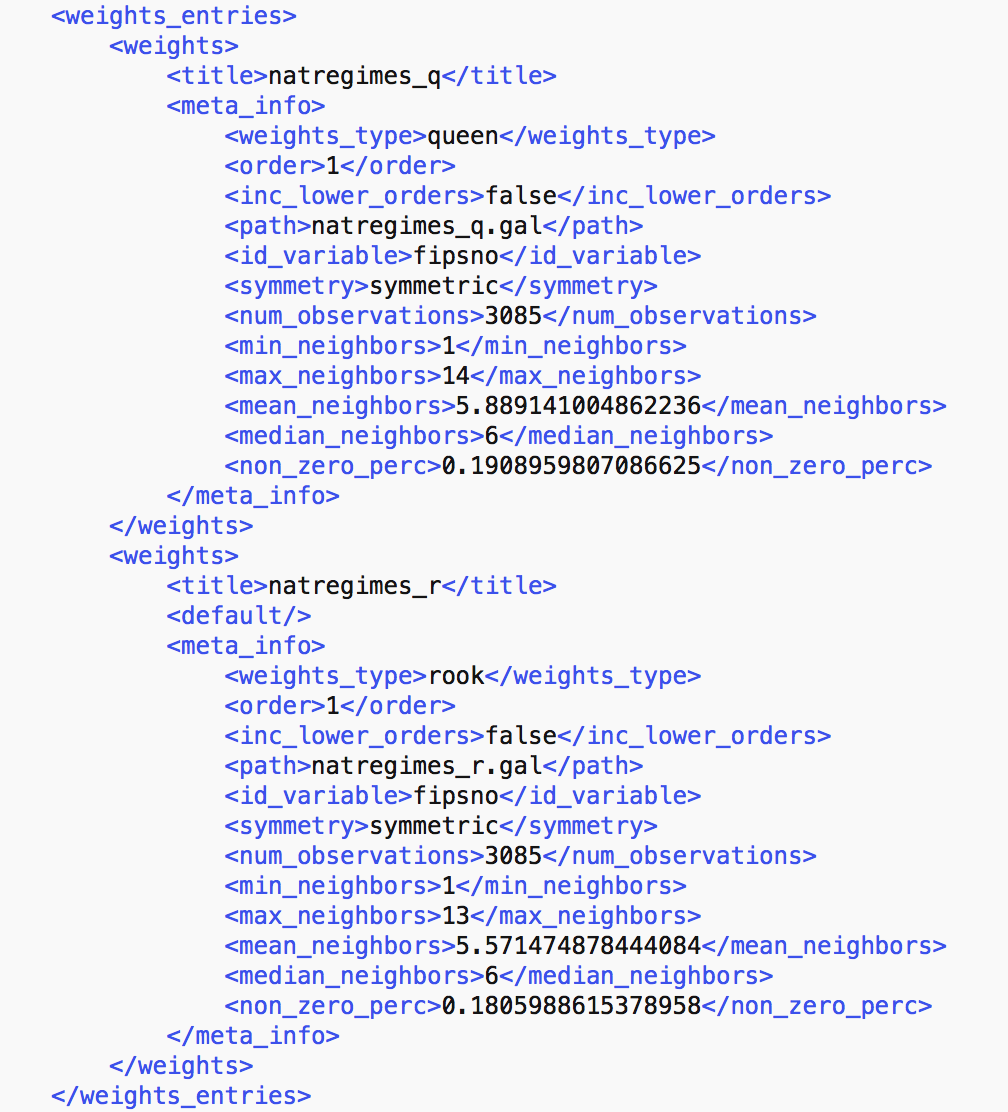 <weights_entries>
<weights>
<title>natregimes_q</title>
<meta_info>
<weights_type>queen</weights_type>
<order>1</order>
<inc_lower_orders>false</inc_lower_orders>
<path>natregimes_q.gal</path>
<id_variable>fipsno</id_variable>
<symmetry>symmetric</symmetry>
<num_observations>3085</num_observations>
<min_neighbors>1</min_neighbors>
<max_neighbors>14</max_neighbors>
<mean_neighbors>5.889141004862236</mean_neighbors>
<median_neighbors>6</median_neighbors>
<non_zero_perc>0.1908959807086625</non_zero_perc>
</meta_info>
</weights>
<weights>
<title>natregimes_r</title>
<default/>
<meta_info>
<weights_type>rook</weights_type>
<order>1</order>
<inc_lower_orders>false</inc_lower_orders>
<path>natregimes_r.gal</path>
<id_variable>fipsno</id_variable>
<symmetry>symmetric</symmetry>
<num_observations>3085</num_observations>
<min_neighbors>1</min_neighbors>
<max_neighbors>13</max_neighbors>
<mean_neighbors>5.571474878444084</mean_neighbors>
<median_neighbors>6</median_neighbors>
<non_zero_perc>0.1805988615378958</non_zero_perc>
</meta_info>
</weights>
</weights_entries>